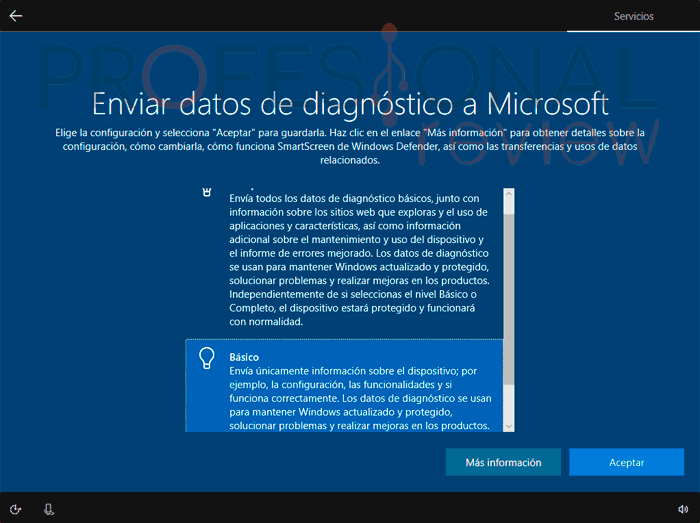 Servicios
PROFESIONAL
review
Enviar datos de diagnóstico a Microsoft
Elige la configuración y selecciona "Aceptar" para guardarla. Haz clic en el enlace "Más información" para obtener detalles sobre la
configuración, cómo cambiarla, cómo funciona SmartScreen de Windows Defender, así como las transferencias y usos de datos
relacionados.
Envía todos los datos de diagnóstico básicos, junto con
información sobre los sitios web que exploras y el uso de
aplicaciones y características, así como información
adicional sobre el mantenimiento y uso del dispositivo y
el informe de errores mejorado. Los datos de diagnóstico
se usan para mantener Windows actualizado y protegido,
solucionar problemas y realizar mejoras en los productos.
Independientemente de si seleccionas el nivel Básico o
Completo, el dispositivo estará protegido y funcionará
con normalidad.
Básico
Envía únicamente información sobre el dispositivo; por
ejemplo, la configuración, las funcionalidades y si
funciona correctamente. Los datos de diagnóstico se usan
para mantener Windows actualizado y protegido,
solucionar problemas y realizar mejoras en los productos.
Más información
Aceptar